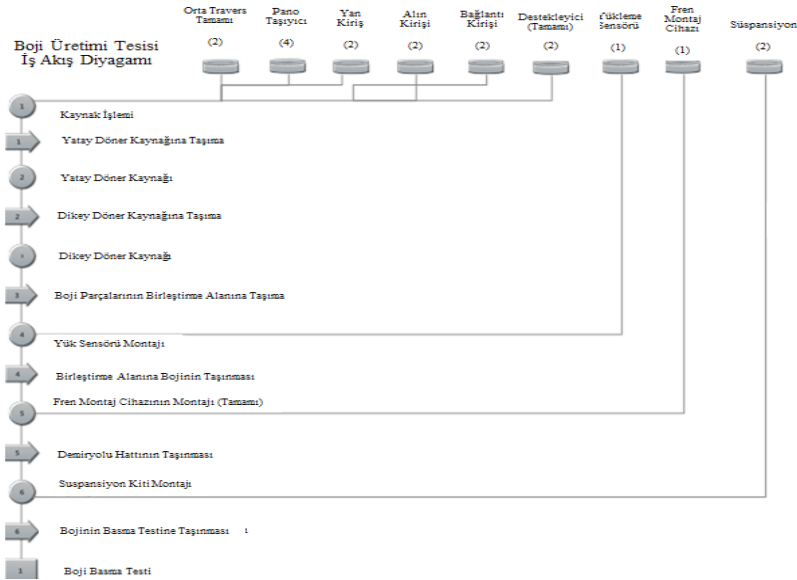 Boji Üretimi Tesisi
İş Akış Diyagamı
Orta Travers
Tamamı
(2)
Pano
Taşıyıcı
(4)
Yan
Kiriş
(2)
Alın
Kirişi
(2)
Bağlantı
Kirişi
(2)
Destekleyici
(Tamamı)
(2)
Yükleme
Sensörü
(1)
Fren
Montaj
Cihazı
(1)
Süspansiyon
(2)
1
Kaynak İşlemi
1
Yatay Döner Kaynağına Taşıma
2
Yatay Döner Kaynağı
2
Dikey Döner Kaynağına Taşıma
Dikey Döner Kaynağı
3
Boji Parçalarının Birleştirme Alanına Taşıma
4
Yük Sensörü Montajı
4
Birleştirme Alanına Bojinin Taşınması
Fren Montaj Cihazının Montajı (Tamamı)
5
5
Demiryolu Hattının Taşınması
Suspansiyon Kiti Montajı
6
6
Bojinin Basma Testine Taşınması 1
1
Boji Basma Testi